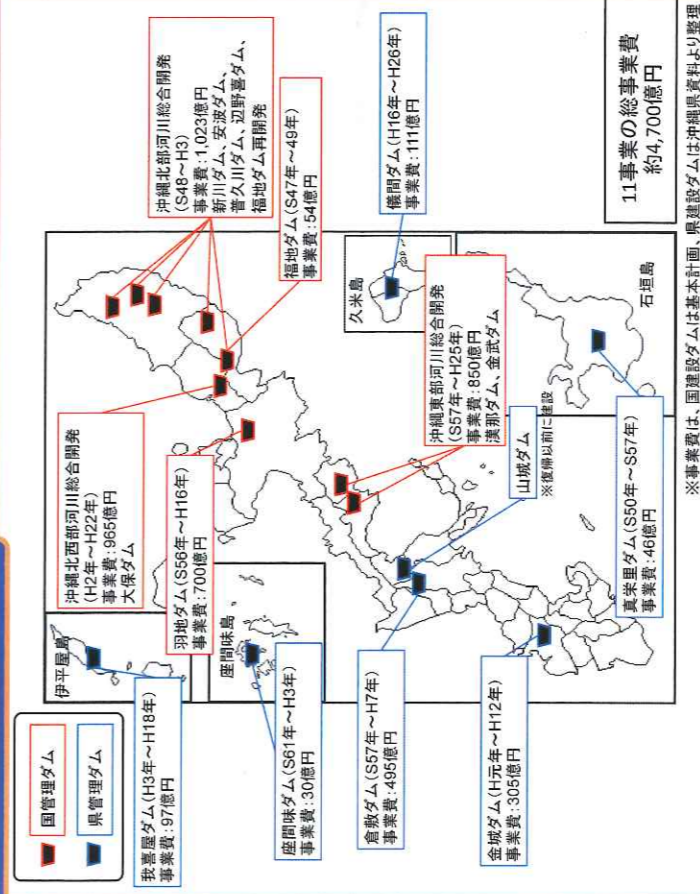 国管理ダム
県管理ダム
伊平屋島
我喜屋ダム(H3年~H18年)
事業費:97億円
沖縄北西部河川総合開発
(H2年~H22年)
事業費:965億円
大保ダム
羽地ダム(S56年~H16年)
事業費:700億円
座間味島
座間味ダム(S61年~H3年)
事業費:30億円
倉敷ダム(S57年~H7年)
事業費:495億円
金城ダム(H元年~H12年)
事業費:305億円
沖縄北部河川総合開発
(S48~H3)
事業費:1,023億円
新川ダム、安波ダム、
普久川ダム、辺野喜ダム、
福地ダム再開発
福地ダム(S47年~49年)
事業費:54億円
久米島
儀間ダム(H16年~H26年)
事業費:111億円
沖縄東部河川総合開発
(S57年~H25年)
事業費:850億円
漢那ダム、金武ダム
山城ダム
※復帰以前に建設
石垣島
真栄里ダム(S50年~S57年)
事業費:46億円
11事業の総事業費
約4,700億円
※事業費は、国建設ダムは基本計画、県建設ダムは沖縄県資料より整理